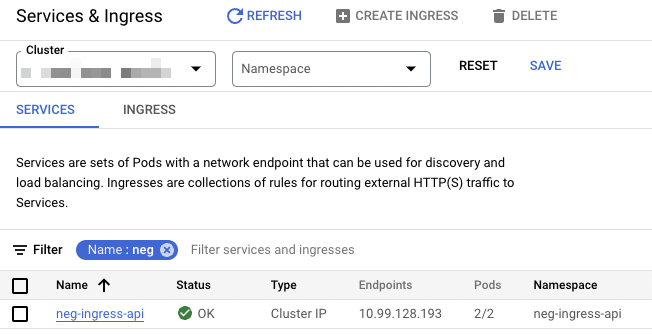 Services & Ingress REFRESH CREATE INGRESS DELETE
Cluster
Namespace RESET SAVE
SERVICES INGRESS
Services are sets of Pods with a network endpoint that can be used for discovery and
load balancing. Ingresses are collections of rules for routing external HTTP(S) traffic to
Services.
Filter Name : neg Filter services and ingresses
Name Status Type Endpoints Pods Namespace
neg-ingress-api OK Cluster IP 10.99.128.193 2/2 neg-ingress-api